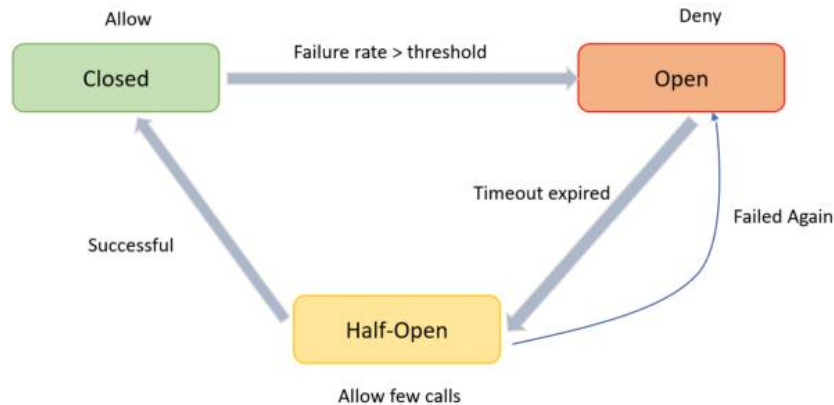 Allow
Deny
Failure rate > threshold
Closed
Open
Timeout expired
Failed Again
Successful
Half-Open
Allow few calls